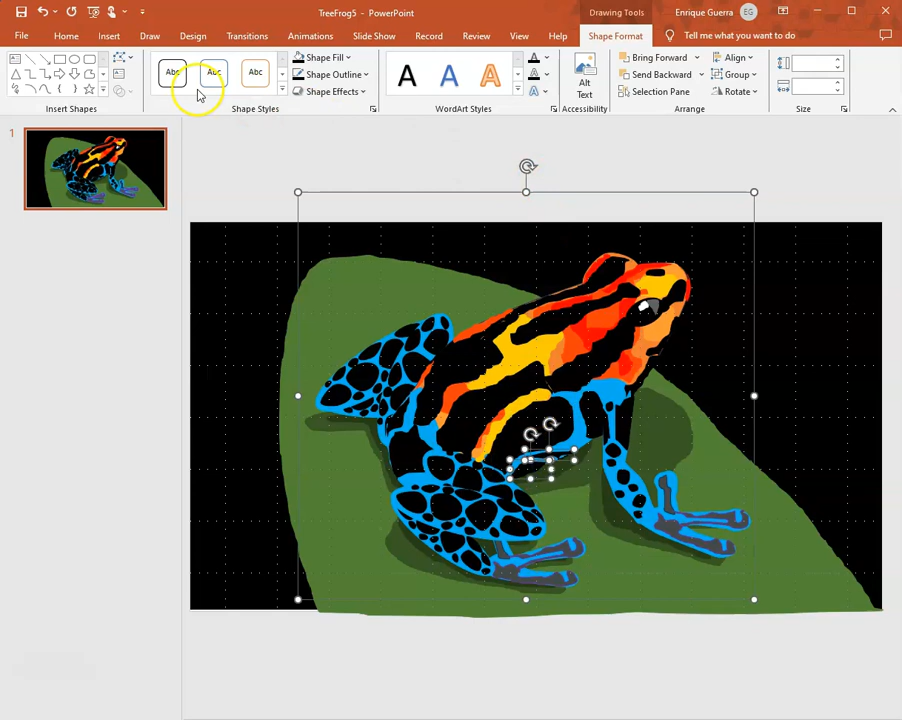 TreeFrog5 - PowerPoint
Drawing Tools
Enrique Guerra
EG
File
Home
Insert
Draw
Design
Transitions
Animations
Slide Show
Record
Review
View
Help
Shape Format
Tell me what you want to do
Abc
Abc
Abc
Shape Fill
Shape Outline
Shape Effects
A
A
A
A
A
A
A
Alt
Text
Bring Forward
Send Backward
Selection Pane
Align
Group
Rotate
Insert Shapes
Shape Styles
WordArt Styles
Accessibility
Arrange
Size
1